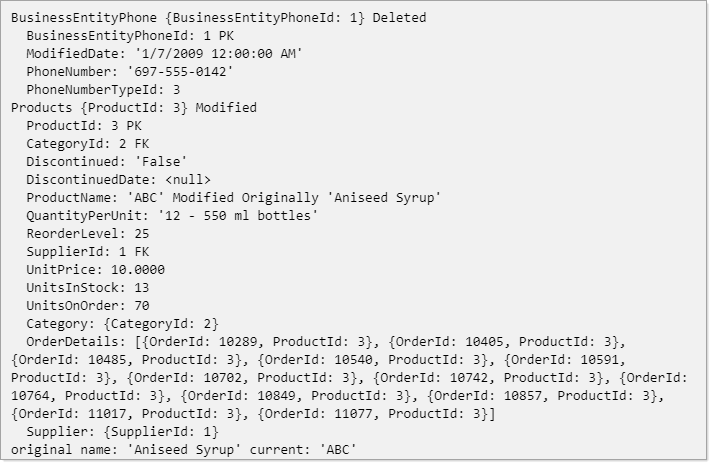 BusinessEntityPhone {BusinessEntityPhoneId: 1} Deleted
  BusinessEntityPhoneId: 1 PK
  ModifiedDate: '1/7/2009 12:00:00 AM'
  PhoneNumber: '697-555-0142'
  PhoneNumberTypeId: 3
Products {ProductId: 3} Modified
  ProductId: 3 PK
  CategoryId: 2 FK
  Discontinued: 'False'
  DiscontinuedDate: <null>
  ProductName: 'ABC' Modified Originally 'Aniseed Syrup'
  QuantityPerUnit: '12 - 550 ml bottles'
  ReorderLevel: 25
  SupplierId: 1 FK
  UnitPrice: 10.0000
  UnitsInStock: 13
  UnitsOnOrder: 70
  Category: {CategoryId: 2}
  OrderDetails: [{OrderId: 10289, ProductId: 3}, {OrderId: 10405, ProductId: 3},
{OrderId: 10485, ProductId: 3}, {OrderId: 10540, ProductId: 3}, {OrderId: 10591,
ProductId: 3}, {OrderId: 10702, ProductId: 3}, {OrderId: 10742, ProductId: 3}, {OrderId:
10764, ProductId: 3}, {OrderId: 10849, ProductId: 3}, {OrderId: 10857, ProductId: 3},
{OrderId: 11017, ProductId: 3}, {OrderId: 11077, ProductId: 3}]
  Supplier: {SupplierId: 1}
original name: 'Aniseed Syrup' current: 'ABC'